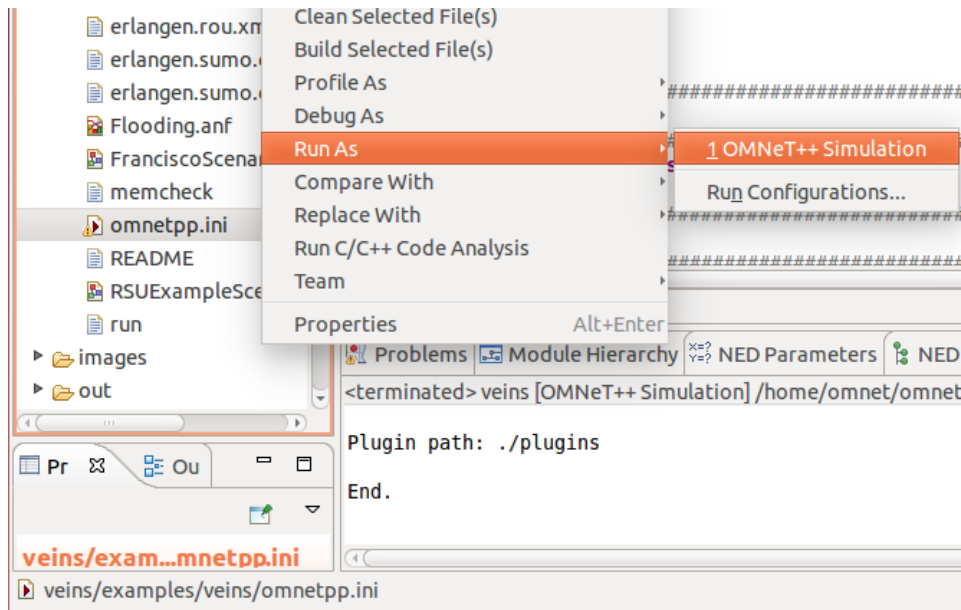 erlangen.rou.xm
erlangen.sumo.
erlangen.sumo.
Flooding.anf
FranciscoScena
memcheck
omnetpp.ini
README
RSUExampleSce
run
images
out
Clean Selected File(s)
Build Selected File(s)
Profile As
Debug As
Run As
Compare With
Replace With
Run C/C++ Code Analysis
Team
Properties Alt+Enter
1 OMNeT++ Simulation
Run Configurations...
##########################
##########################
##########################
Problems Module Hierarchy NED Parameters NED
<terminated> veins [OMNeT++ Simulation] /home/omnet/omnet
Plugin path: ./plugins
End.
Pr Ou
veins/exam...mnetpp.ini
veins/examples/veins/omnetpp.ini